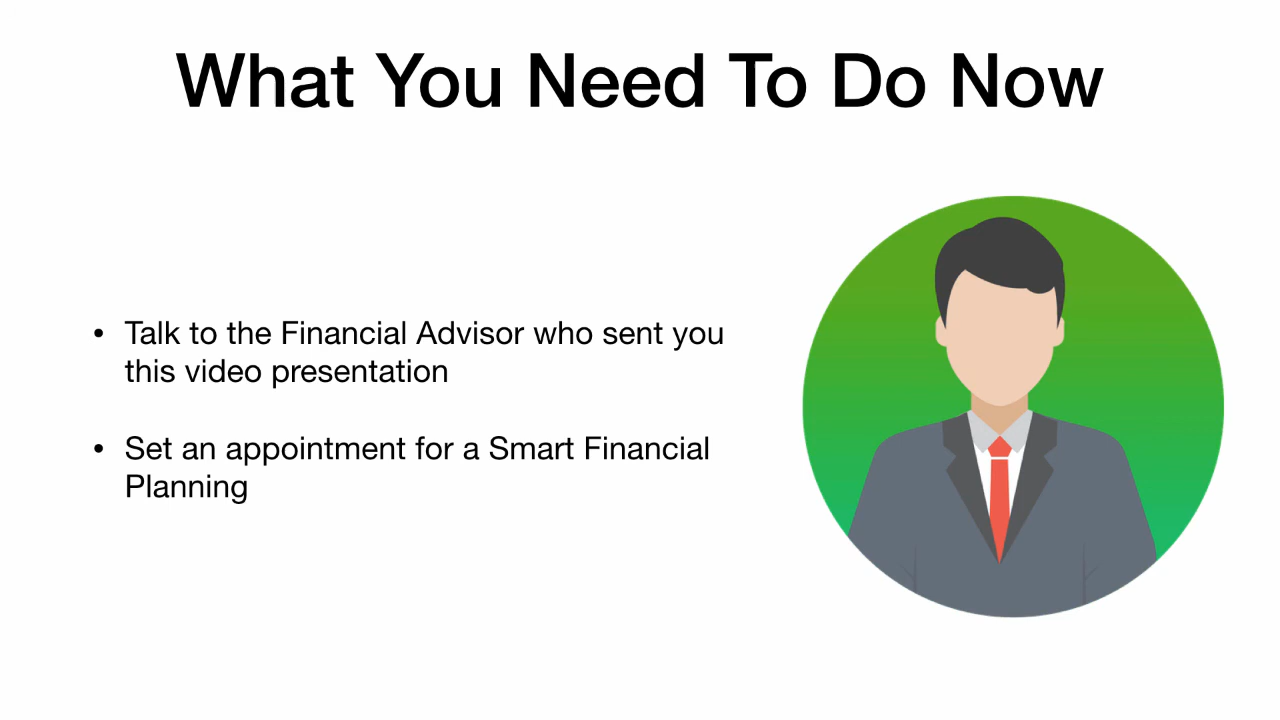 What You Need To Do Now
• Talk to the Financial Advisor who sent you
this video presentation
• Set an appointment for a Smart Financial
Planning